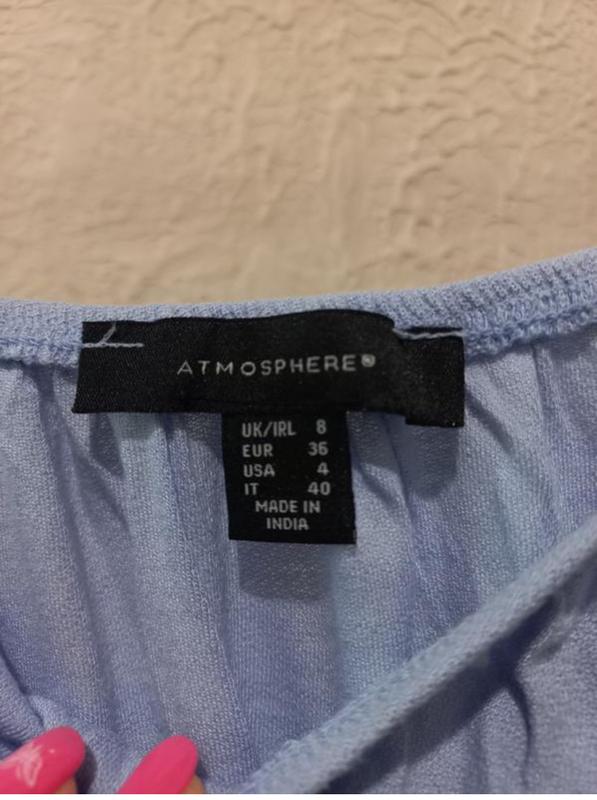 ATMOSPHERE®
UK/IRL 8
EUR 36
USA 4
IT 40
MADE IN
INDIA